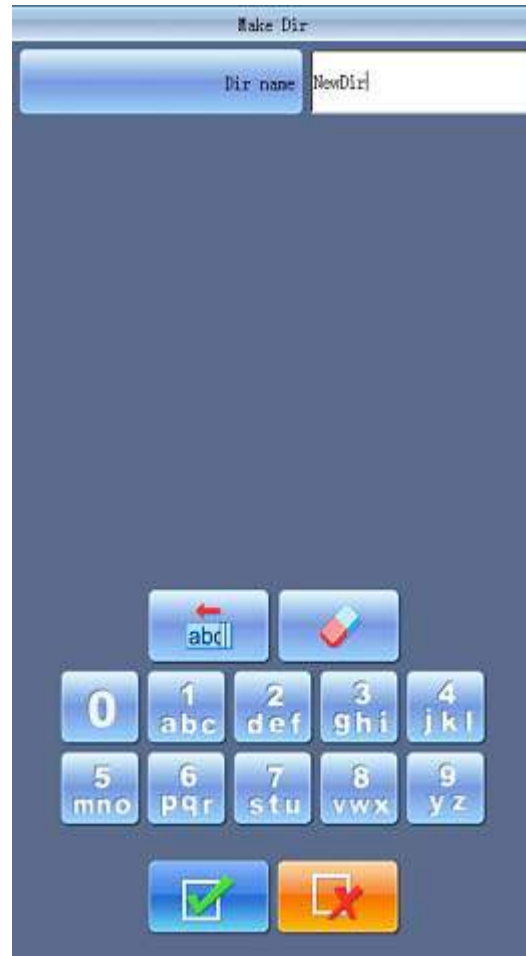 Make Dir
Dir name NewDir
abc
0 1 2 3 4
abc def ghi jkl
5 6 7 8 9
mno pqr stu vwx yz